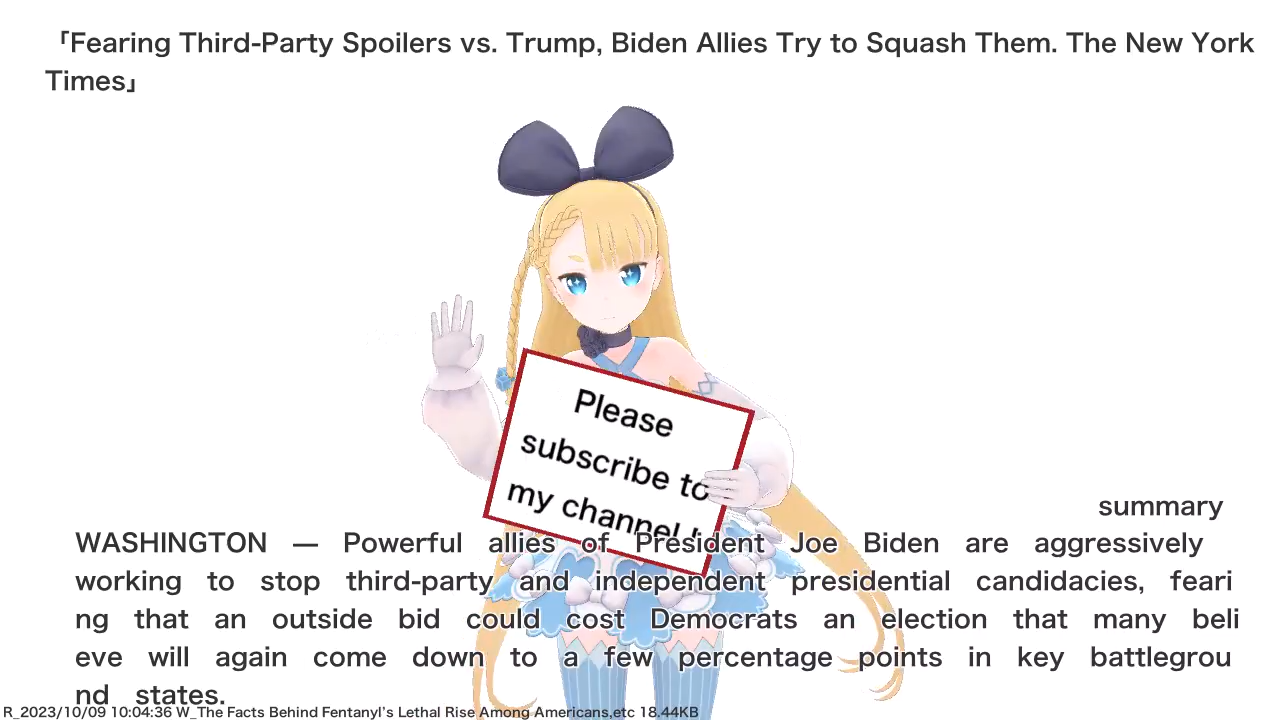 「Fearing Third-Party Spoilers vs. Trump, Biden Allies Try to Squash Them. The New York
Times」
Please
subscribe to
my channel !
summary
WASHINGTON — Powerful allies of President Joe Biden are aggressively
working to stop third-party and independent presidential candidacies, feari
ng that an outside bid could cost Democrats an election that many beli
eve will again come down to a few percentage points in key battlegrou
nd states.
R_2023/10/09 10:04:36 W_The Facts Behind Fentanyl's Lethal Rise Among Americans,etc 18.44KB